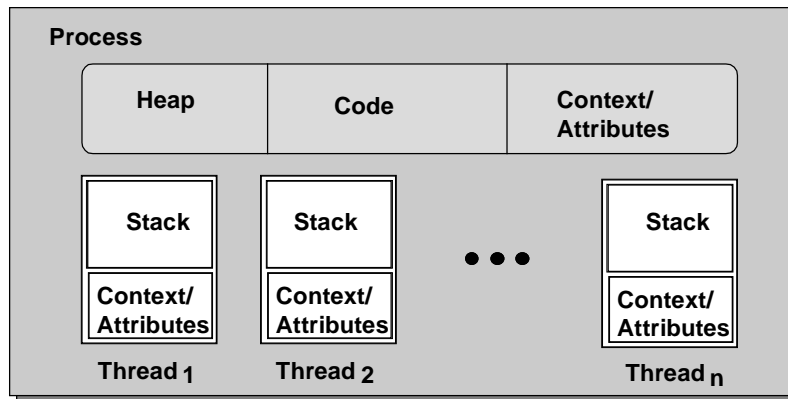 Process
Heap
Code
Context/
Attributes
Stack
Context/
Attributes
Thread 1
Stack
Context/
Attributes
Thread 2
Stack
Context/
Attributes
Thread n